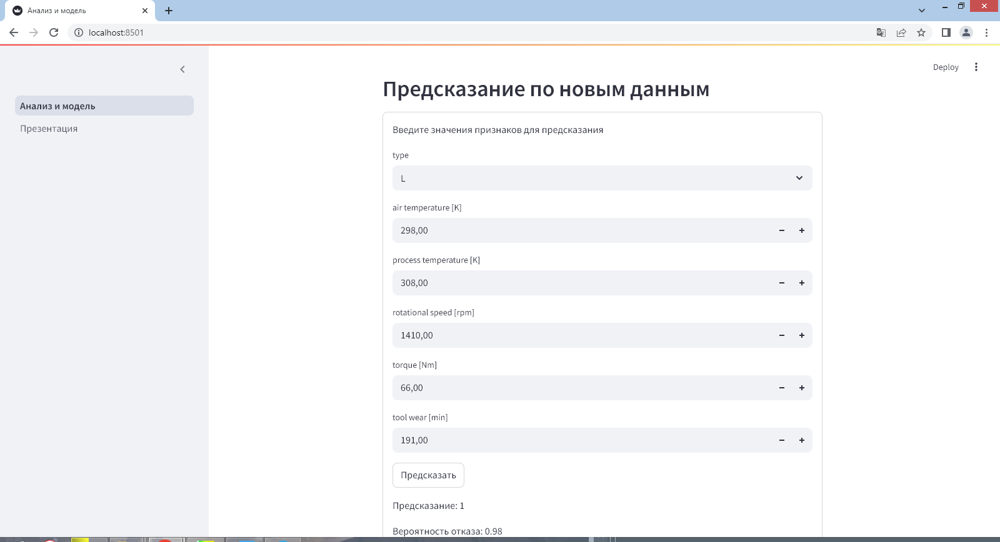 Анализ и модель
localhost:8501
Deploy
Анализ и модель
Презентация
Предсказание по новым данным
Введите значения признаков для предсказания
type
L
air temperature [K]
298,00
process temperature [K]
308,00
rotational speed [rpm]
1410,00
torque [Nm]
66,00
tool wear [min]
191,00
Предсказать
Предсказание: 1
Вероятность отказа: 0.98